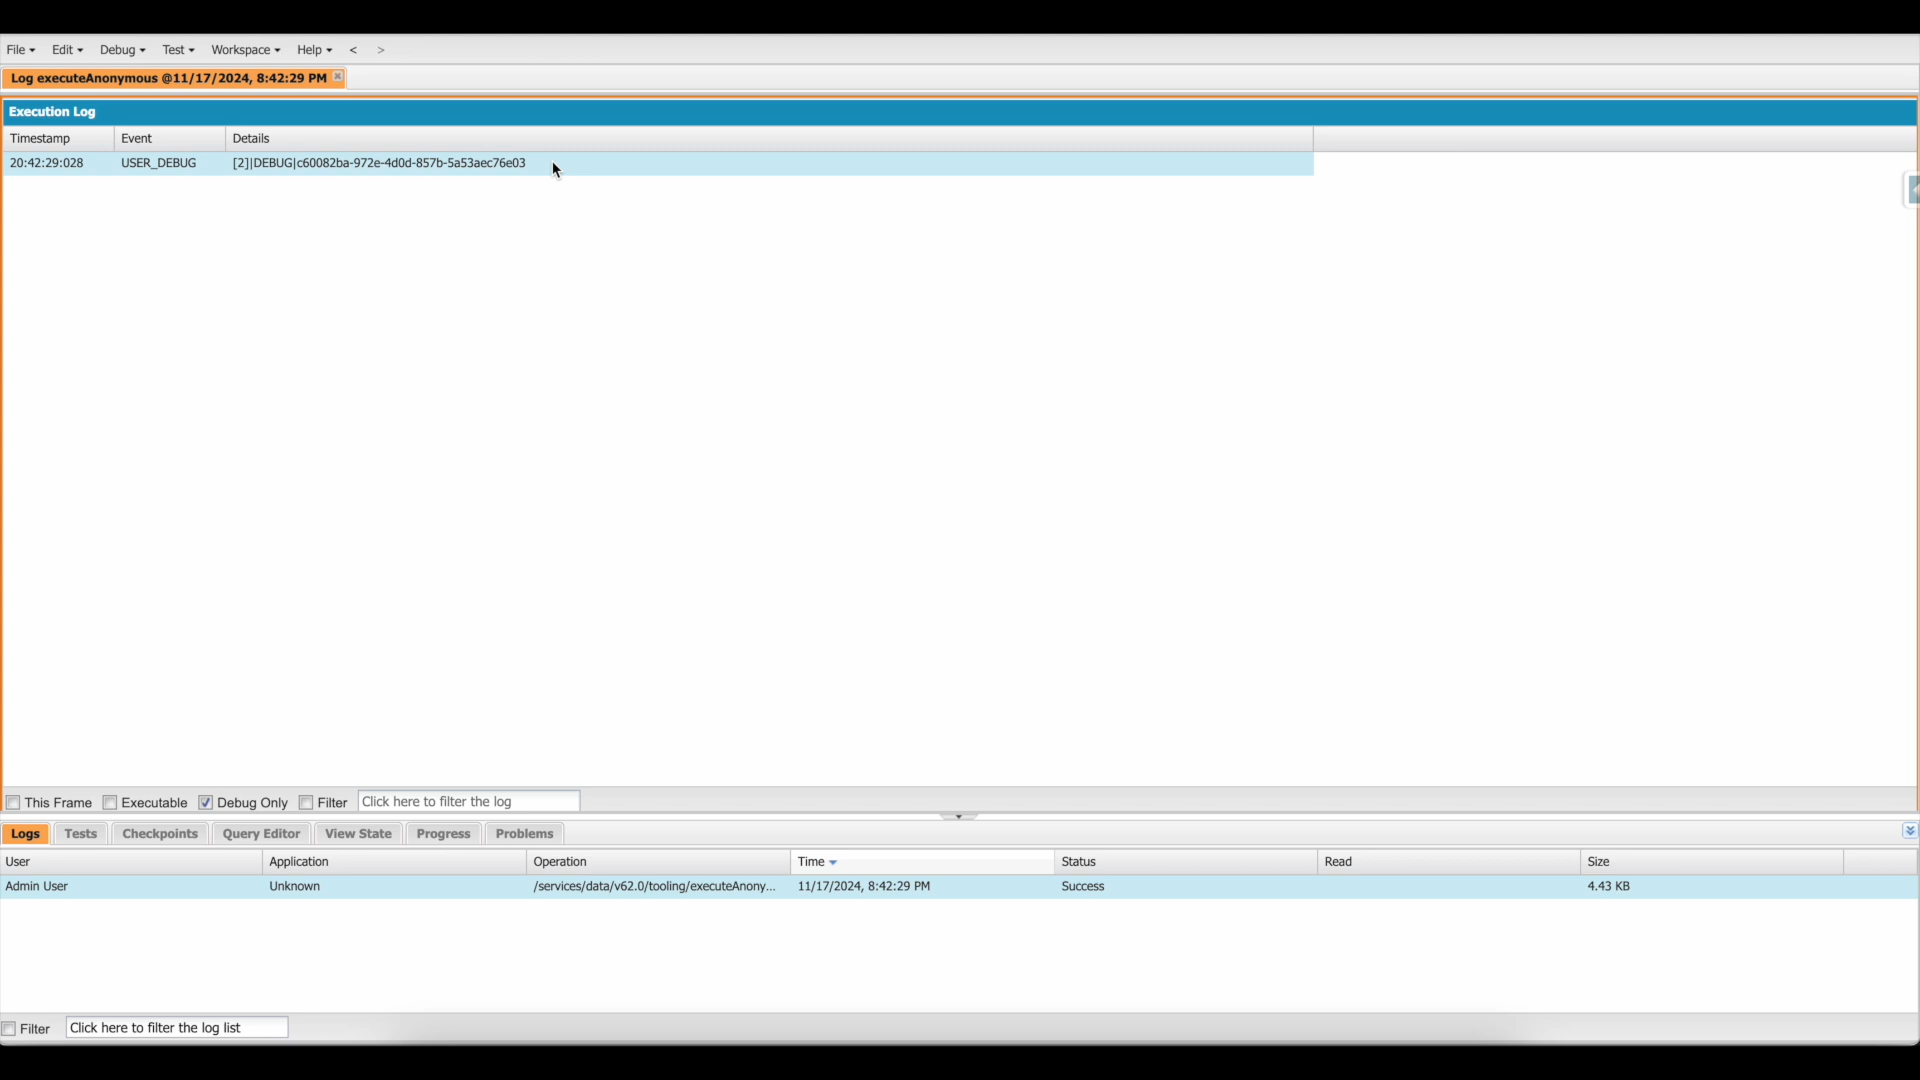 File Edit Debug Test Workspace Help < >
Log executeAnonymous @11/17/2024, 8:42:29 PM
Execution Log
Timestamp Event Details
20:42:29:028 USER_DEBUG [2]|DEBUG|c60082ba-972e-4d0d-857b-5a53aec76e03
This Frame Executable Debug Only Filter Click here to filter the log
Logs Tests Checkpoints Query Editor View State Progress Problems
User Application Operation Time Status Read Size
Admin User Unknown /services/data/v62.0/tooling/executeAnony... 11/17/2024, 8:42:29 PM Success 4.43 KB
Filter Click here to filter the log list